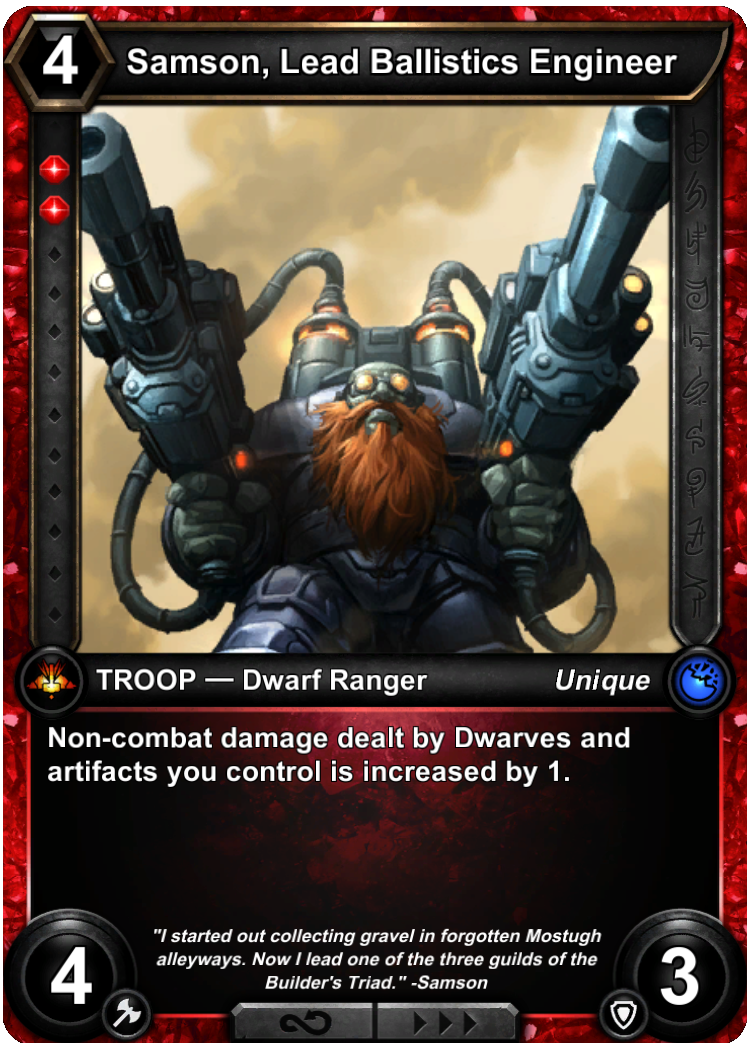 4
Samson, Lead Ballistics Engineer
TROOP — Dwarf Ranger
Unique
Non-combat damage dealt by Dwarves and
artifacts you control is increased by 1.
"I started out collecting gravel in forgotten Mostugh
alleyways. Now I lead one of the three guilds of the
Builder's Triad." -Samson
4
3